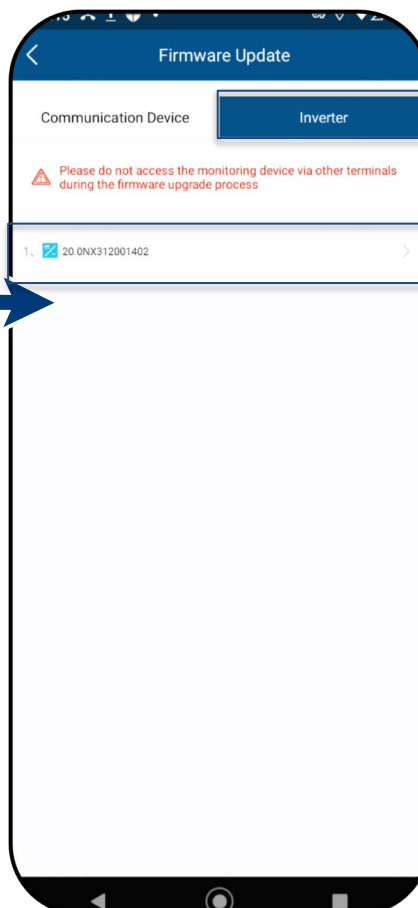 Firmware Update
Communication Device
Inverter
Please do not access the monitoring device via other terminals
during the firmware upgrade process
1、 20.0NX312001402